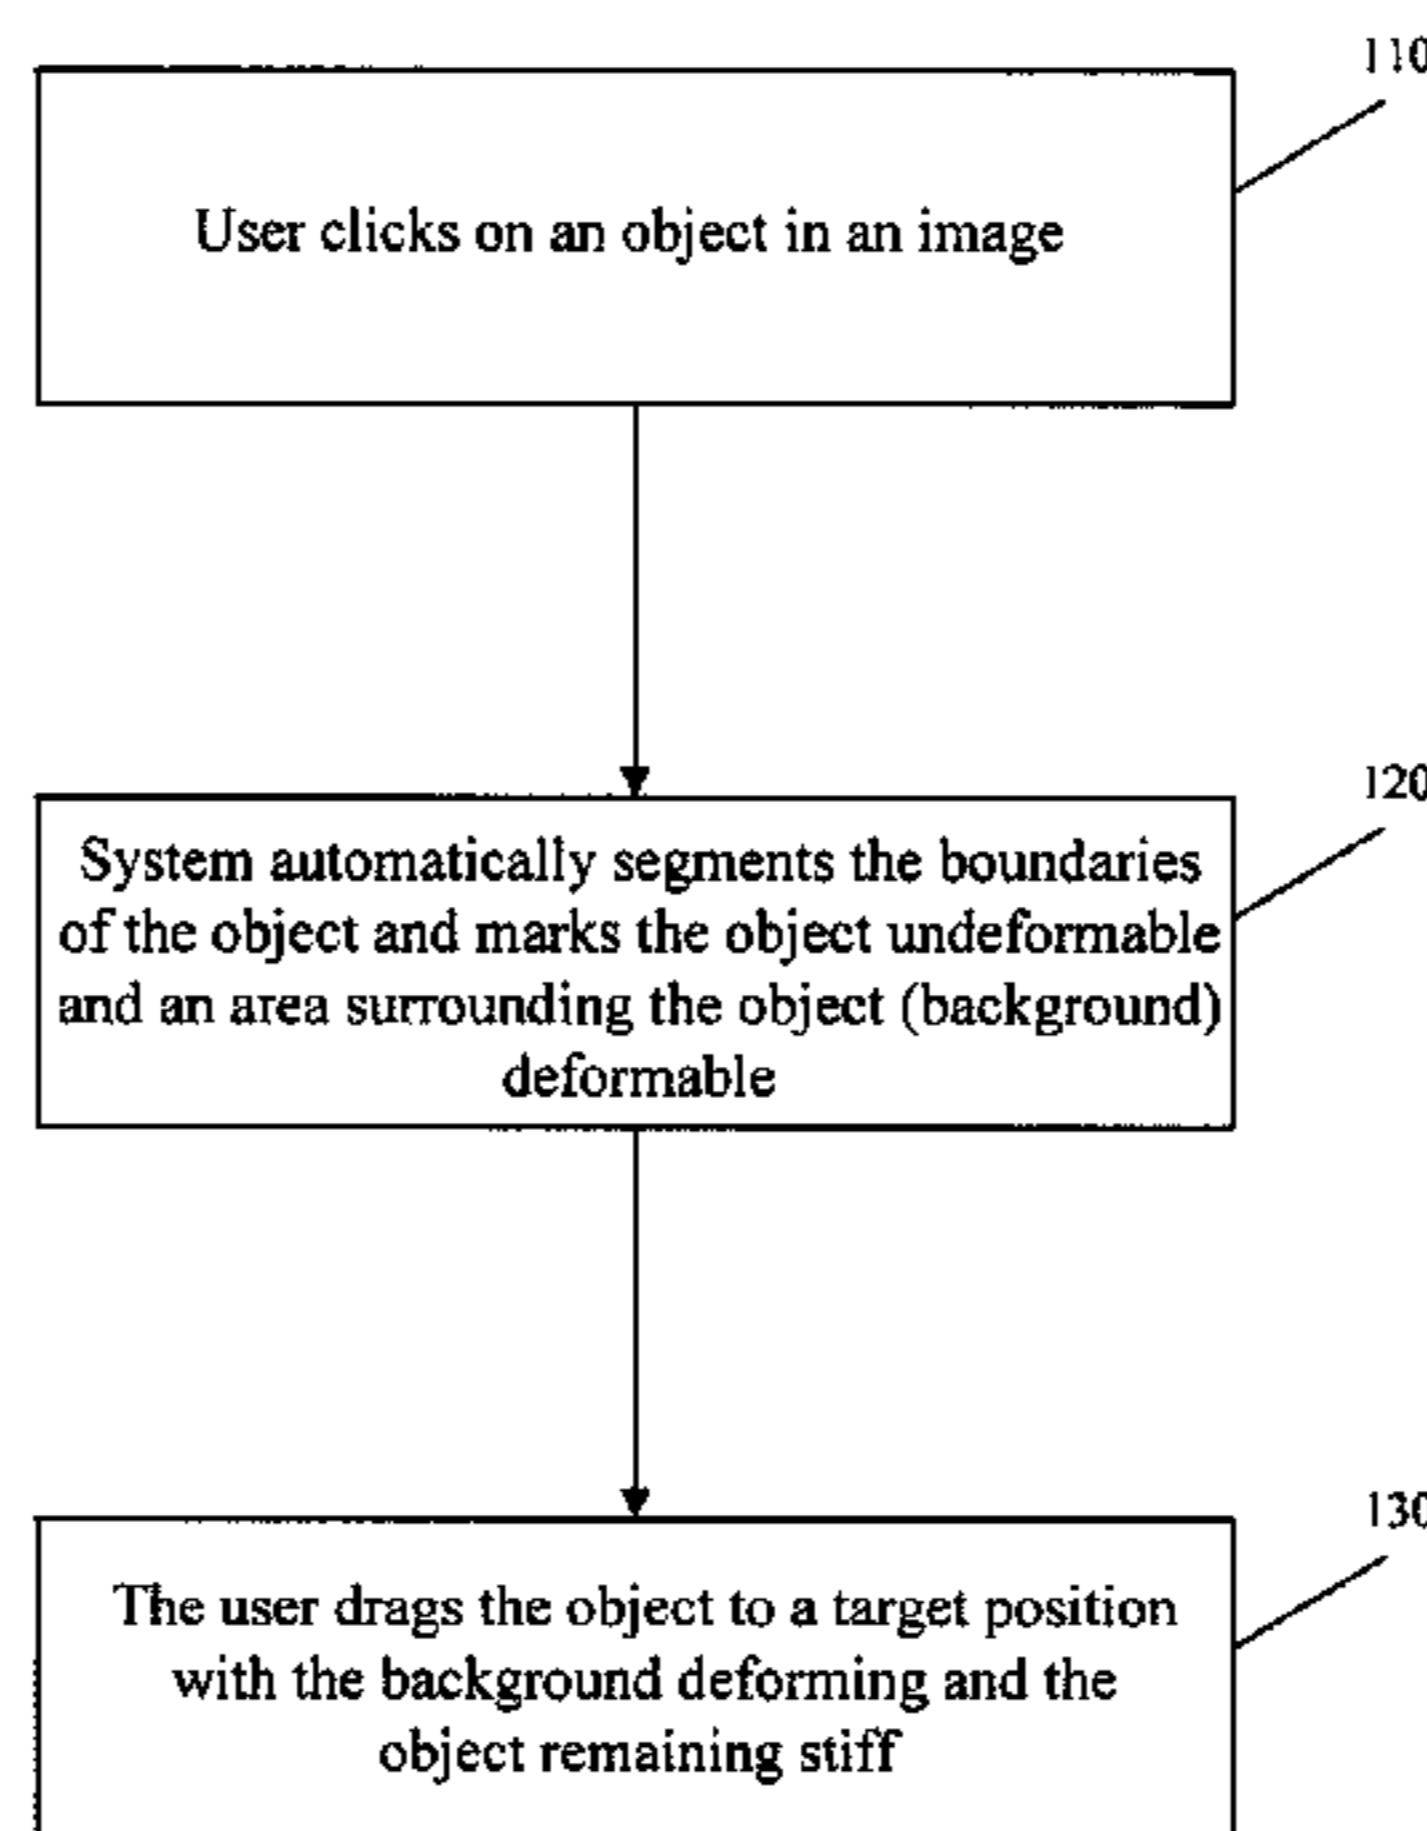 110
User clicks on an object in an image
120
System automatically segments the boundaries
of the object and marks the object undeformable
and an area surrounding the object (background)
deformable
130
The user drags the object to a target position
with the background deforming and the
object remaining stiff